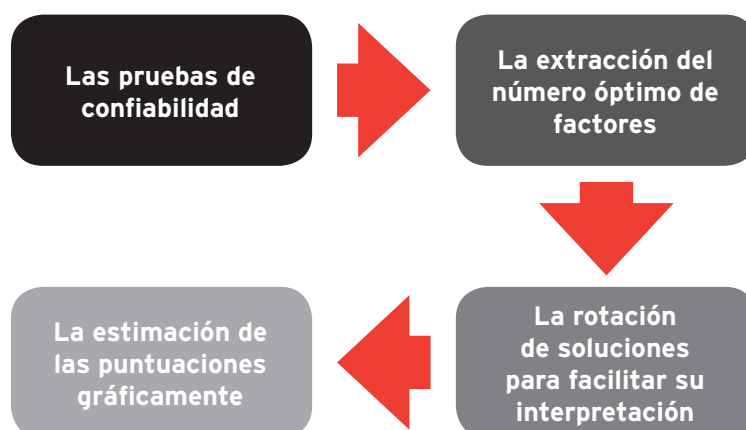 Las pruebas de
confiabilidad
La extracción del
número óptimo de
factores
La rotación
de soluciones
para facilitar su
interpretación
La estimación de
las puntuaciones
gráficamente